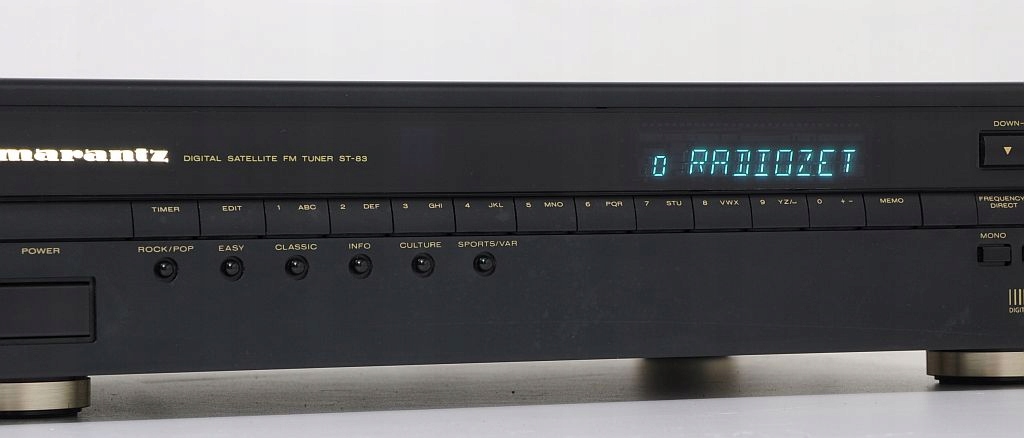 marantz DIGITAL SATELLITE FM TUNER ST-83
0 RADIOZET
DOWN-
TIMER EDIT 1 ABC 2 DEF 3 GHI 4 JKL 5 MNO 6 PQR 7 STU 8 VWX 9 YZ/ 0 +- MEMO
FREQUENCY
DIRECT
POWER
ROCK/POP EASY CLASSIC INFO CULTURE SPORTS/VAR
MONO
DIGIT